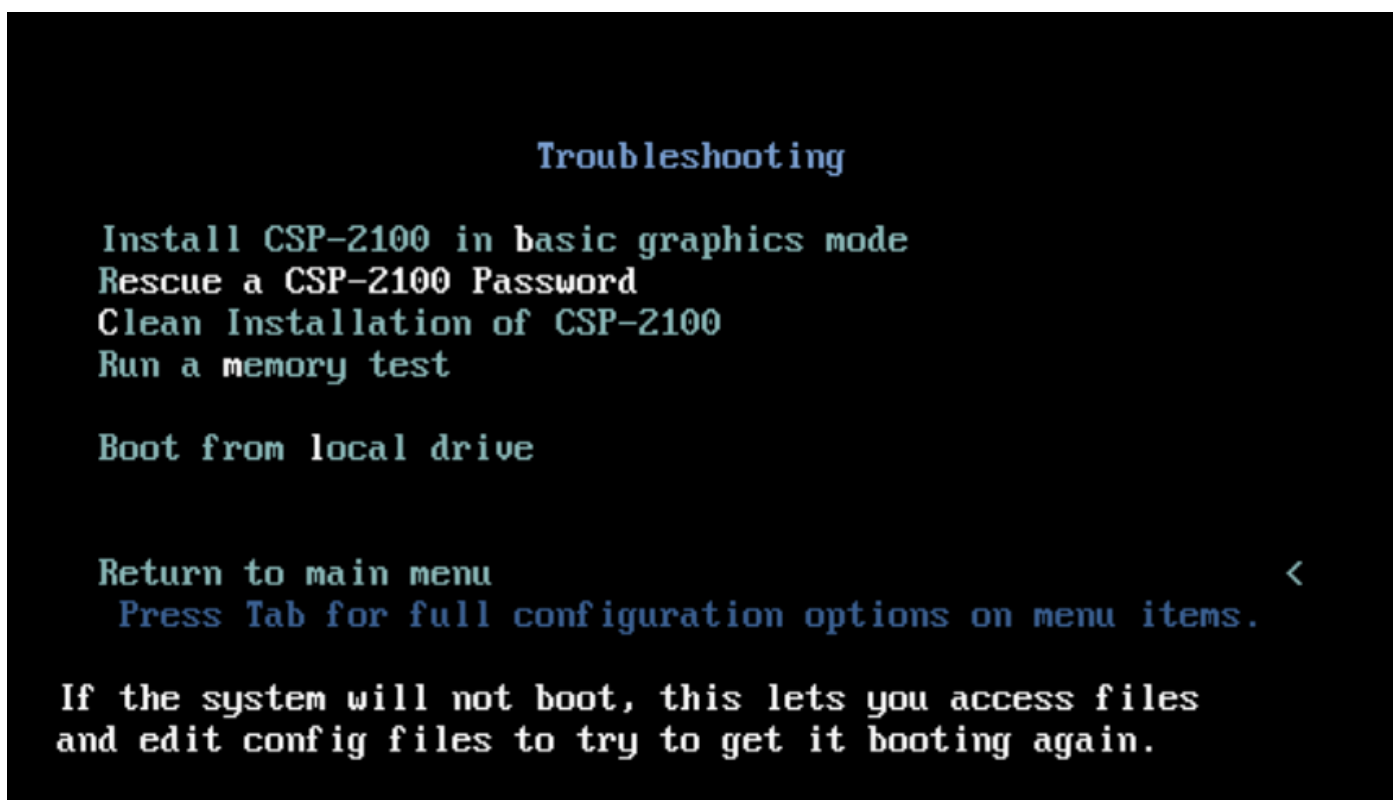 Troubleshooting
Install CSP-2100 in basic graphics mode
Rescue a CSP-2100 Password
Clean Installation of CSP-2100
Run a memory test
Boot from local drive
Return to main menu <
Press Tab for full configuration options on menu items.
If the system will not boot, this lets you access files
and edit config files to try to get it booting again.